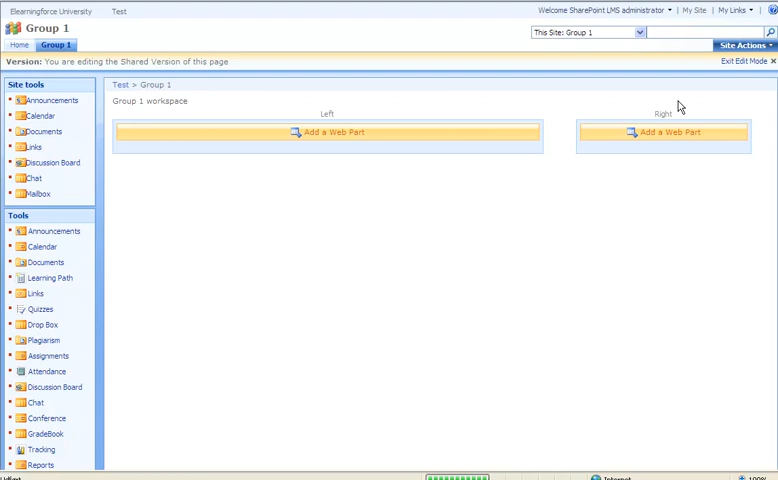 Elearningforce University Test Welcome SharePoint LMS administrator My Site My Links
Group 1
This Site: Group 1
Home Group 1 Site Actions
Version: You are editing the Shared Version of this page Exit Edit Mode
Site tools
Announcements
Calendar
Documents
Links
Discussion Board
Chat
Mailbox
Tools
Announcements
Calendar
Documents
Learning Path
Links
Quizzes
Drop Box
Plagiarism
Assignments
Attendance
Discussion Board
Chat
Conference
GradeBook
Tracking
Reports
Test > Group 1
Group 1 workspace
Left Right
Add a Web Part Add a Web Part
Internet 100%